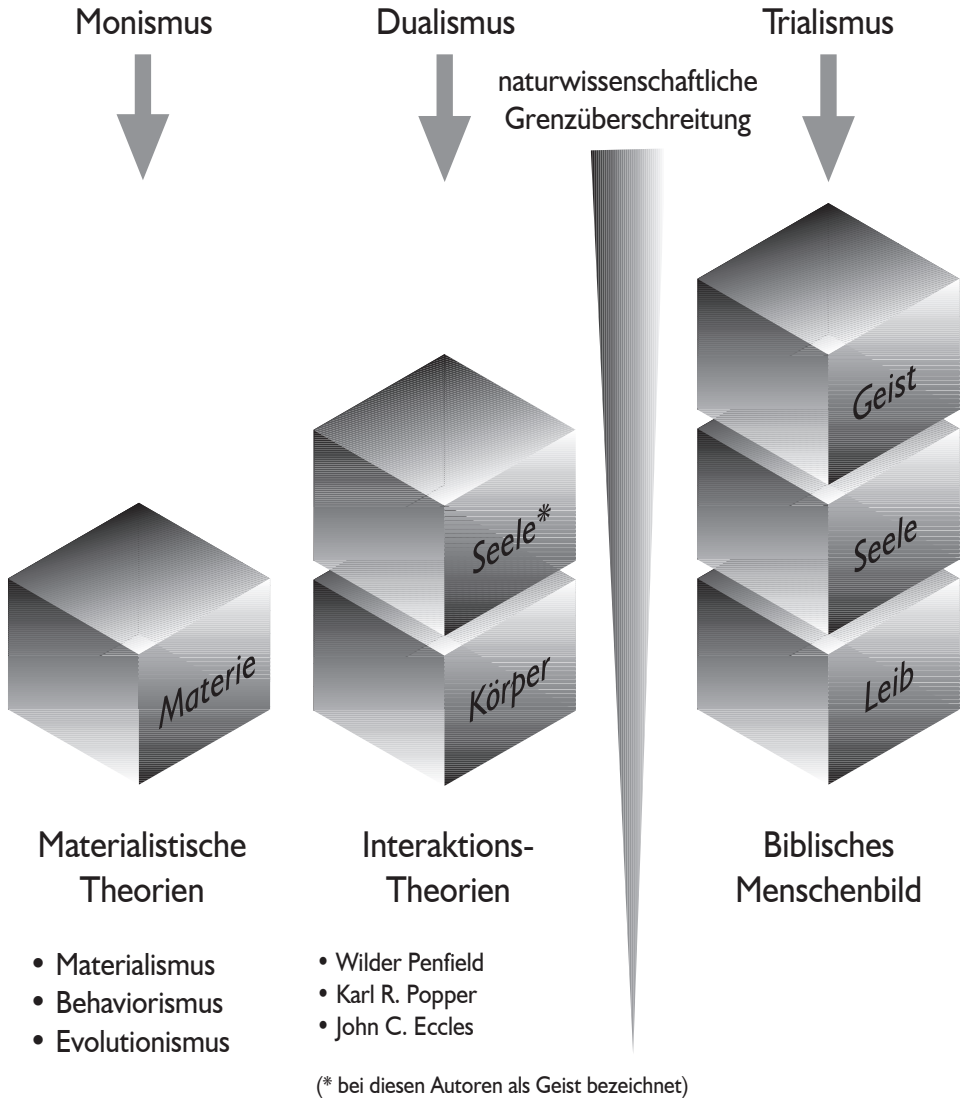 Monismus
Dualismus
Trialismus
naturwissenschaftliche
Grenzüberschreitung
Materie
Seele*
Körper
Geist
Seele
Leib
Materialistische
Theorien
• Materialismus
• Behaviorismus
• Evolutionismus
Interaktions-
Theorien
• Wilder Penfield
• Karl R. Popper
• John C. Eccles
(* bei diesen Autoren als Geist bezeichnet)
Biblisches
Menschenbild